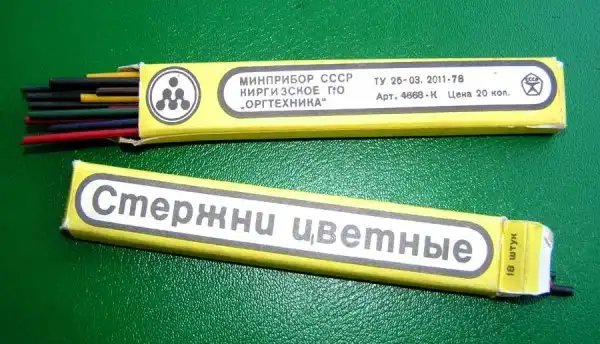 МИНПРИБОР СССР
КИРГИЗСКОЕ ПО
„ОРГТЕХНИКА"
ТУ 25-03. 2011-78
Арт. 4668-К Цена 20 коп.
Стержни цветные
18 штук